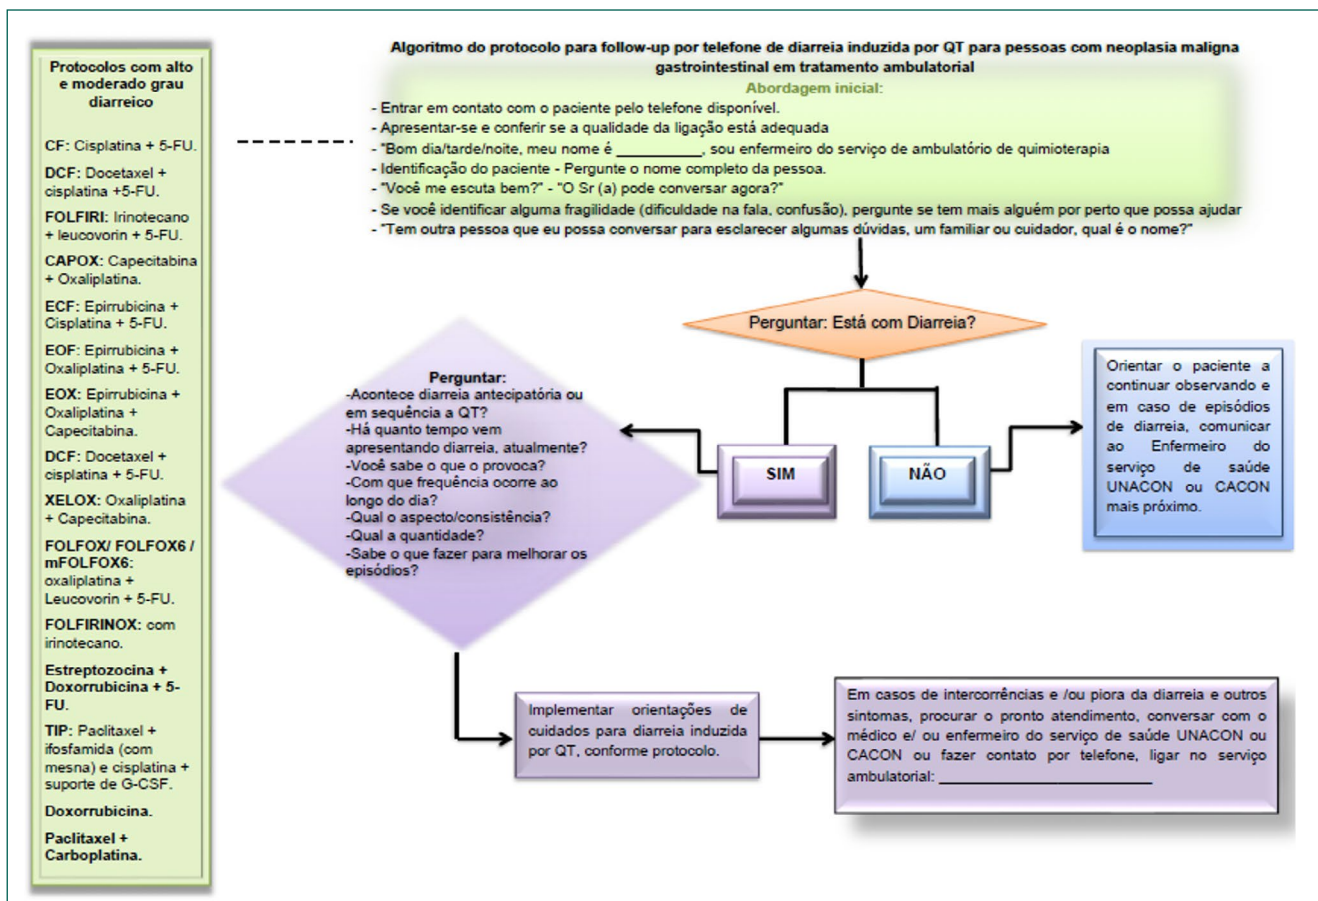 Protocolos com alto
e moderado grau
diarreico
CF: Cisplatina + 5-FU.
DCF: Docetaxel +
cisplatina +5-FU.
FOLFIRI: Irinotecano
+ leucovorin + 5-FU.
CAPOX: Capecitabina
+ Oxaliplatina.
ECF: Epirrubicina +
Cisplatina + 5-FU.
EOF: Epirrubicina +
Oxaliplatina + 5-FU.
EOX: Epirrubicina +
Oxaliplatina +
Capecitabina.
DCF: Docetaxel +
cisplatina + 5-FU.
XELOX: Oxaliplatina
+ Capecitabina.
FOLFOX/ FOLFOX6 /
mFOLFOX6:
oxaliplatina +
Leucovorin + 5-FU.
FOLFIRINOX: com
irinotecano.
Estreptozocina +
Doxorrubicina + 5-
FU.
TIP: Paclitaxel +
ifosfamida (com
mesna) e cisplatina +
suporte de G-CSF.
Doxorrubicina.
Paclitaxel +
Carboplatina.
Algoritmo do protocolo para follow-up por telefone de diarreia induzida por QT para pessoas com neoplasia maligna
gastrointestinal em tratamento ambulatorial
Abordagem inicial:
- Entrar em contato com o paciente pelo telefone disponível.
- Apresentar-se e conferir se a qualidade da ligação está adequada
- "Bom dia/tarde/noite, meu nome é __________, sou enfermeiro do serviço de ambulatório de quimioterapia
- Identificação do paciente - Pergunte o nome completo da pessoa.
- "Você me escuta bem?" - "O Sr (a) pode conversar agora?"
- Se você identificar alguma fragilidade (dificuldade na fala, confusão), pergunte se tem mais alguém por perto que possa ajudar
- "Tem outra pessoa que eu possa conversar para esclarecer algumas dúvidas, um familiar ou cuidador, qual é o nome?"
Perguntar: Está com Diarreia?
SIM
NÃO
Orientar o paciente a
continuar observando e
em caso de episódios
de diarreia, comunicar
ao Enfermeiro do
serviço de saúde
UNACON ou CACON
mais próximo.
Perguntar:
-Acontece diarreia antecipatória ou
em sequência a QT?
-Há quanto tempo vem
apresentando diarreia, atualmente?
-Você sabe o que o provoca?
-Com que frequência ocorre ao
longo do dia?
-Qual o aspecto/consistência?
-Qual a quantidade?
-Sabe o que fazer para melhorar os
episódios?
Implementar orientações de
cuidados para diarreia induzida
por QT, conforme protocolo.
Em casos de intercorrências e /ou piora da diarreia e outros
sintomas, procurar o pronto atendimento, conversar com o
médico e/ ou enfermeiro do serviço de saúde UNACON ou
CACON ou fazer contato por telefone, ligar no serviço
ambulatorial: __________________________